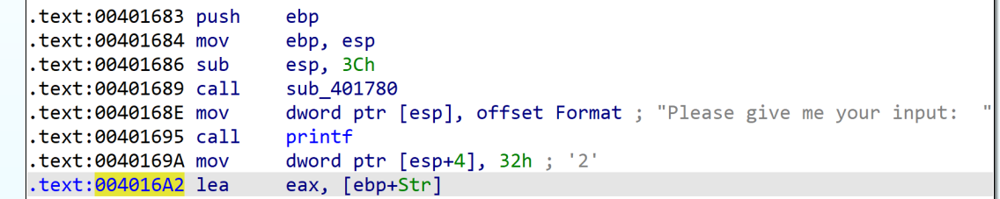 .text:00401683 push ebp
.text:00401684 mov ebp, esp
.text:00401686 sub esp, 3Ch
.text:00401689 call sub_401780
.text:0040168E mov dword ptr [esp], offset Format ; "Please give me your input:  "
.text:00401695 call printf
.text:0040169A mov dword ptr [esp+4], 32h ; '2'
.text:004016A2 lea eax, [ebp+Str]